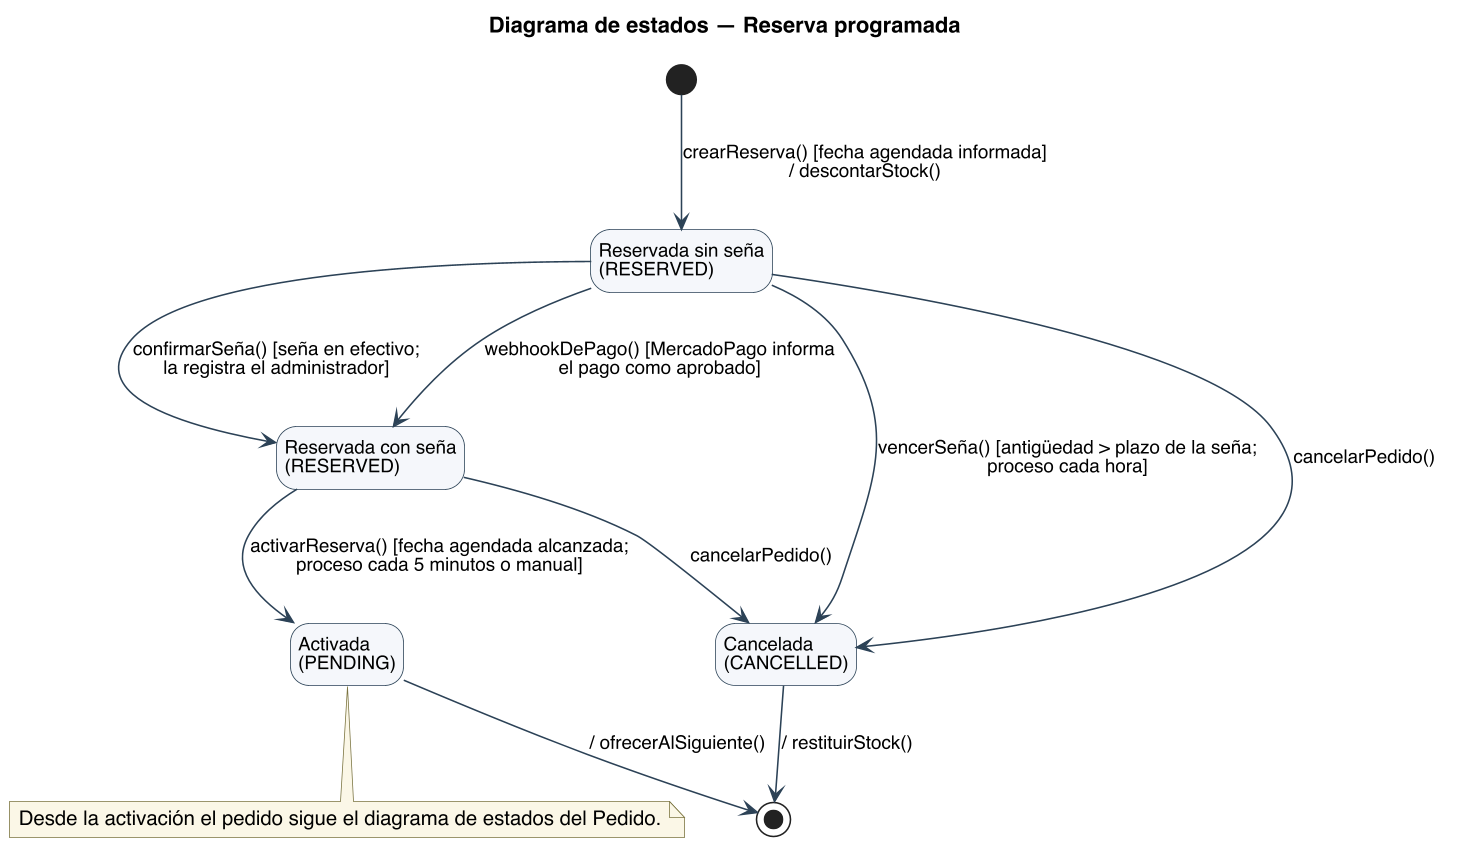 Diagrama de estados — Reserva programada
crearReserva() [fecha agendada informada]
/ descontarStock()
Reservada sin seña
(RESERVED)
confirmarSeña() [seña en efectivo;
la registra el administrador]
webhookDePago() [MercadoPago informa
el pago como aprobado]
vencerSeña() [antigüedad > plazo de la seña;
proceso cada hora]
cancelarPedido()
Reservada con seña
(RESERVED)
activarReserva() [fecha agendada alcanzada;
proceso cada 5 minutos o manual]
cancelarPedido()
Activada
(PENDING)
Cancelada
(CANCELLED)
/ ofrecerAlSiguiente()
/ restituirStock()
Desde la activación el pedido sigue el diagrama de estados del Pedido.